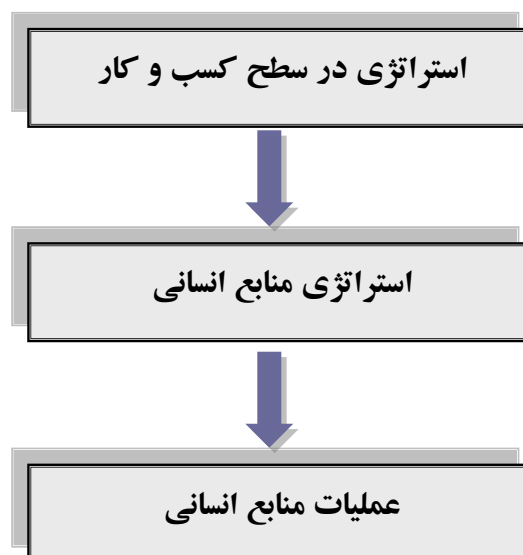 استراتژی در سطح کسب و کار
استراتژی منابع انسانی
عملیات منابع انسانی